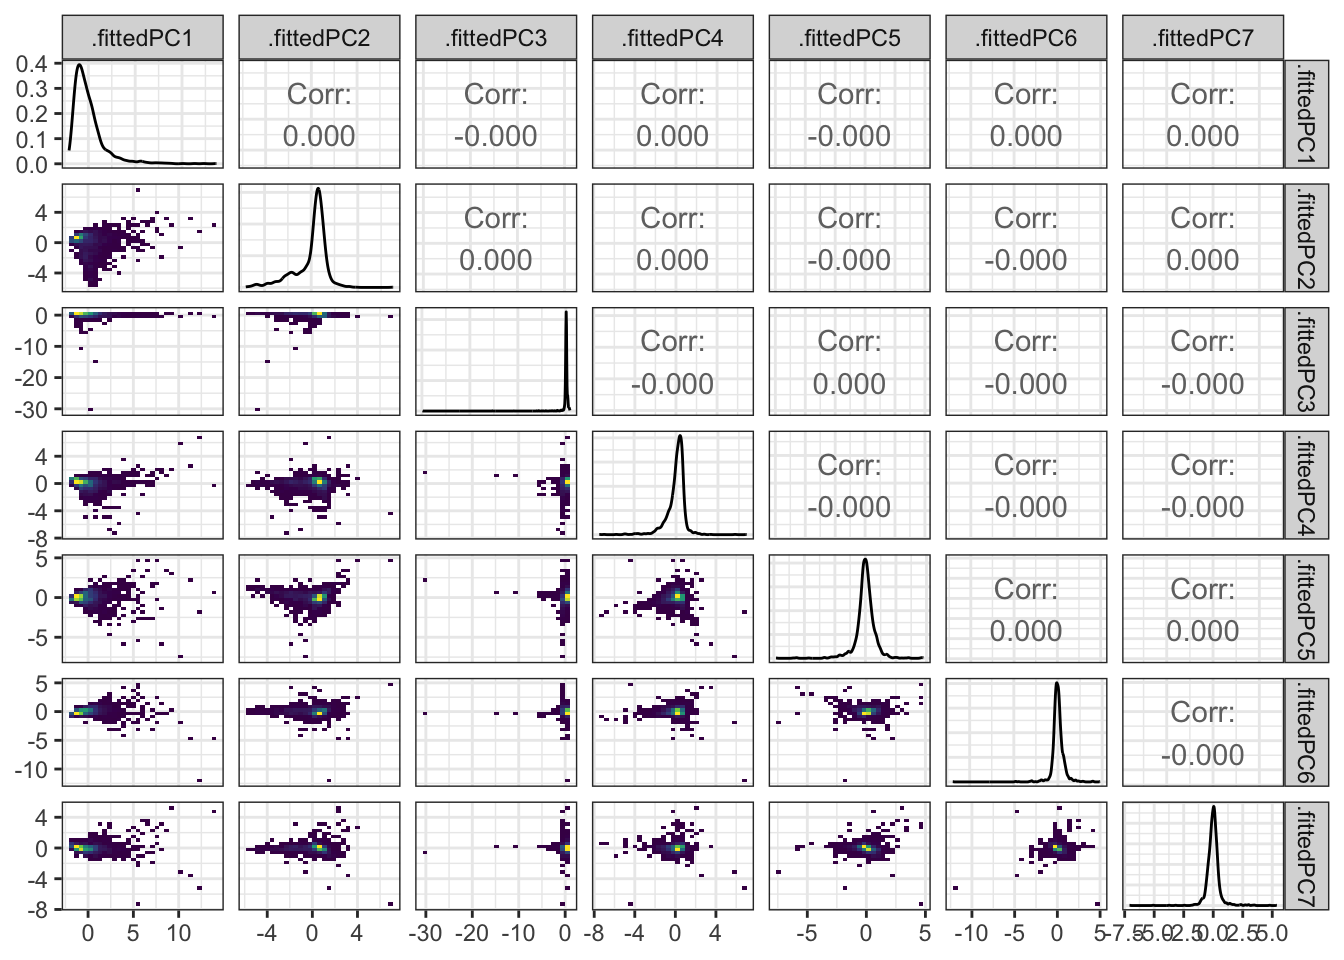 .fittedPC1 .fittedPC2 .fittedPC3 .fittedPC4 .fittedPC5 .fittedPC6 .fittedPC7
0.4
0.3
0.2
0.1
0.0
Corr: Corr: Corr: Corr: Corr: Corr:
0.000 -0.000 0.000 -0.000 0.000 0.000
.fittedPC1
4
0
-4
Corr: Corr: Corr: Corr: Corr:
0.000 0.000 -0.000 -0.000 0.000
.fittedPC2
0
-10
-20
-30
Corr: Corr: Corr: Corr:
-0.000 0.000 -0.000 -0.000
.fittedPC3
4
0
-4
-8
Corr: Corr: Corr:
-0.000 -0.000 -0.000
.fittedPC4
5
0
-5
Corr: Corr:
0.000 0.000
.fittedPC5
5
0
-5
-10
Corr:
-0.000
.fittedPC6
4
0
-4
-8
.fittedPC7
0 5 10 -4 0 4 -30 -20 -10 0 -8 -4 0 4 -5 0 5 -10 -5 0 5 -7.5 -5.0 -2.5 0.0 2.5 5.0